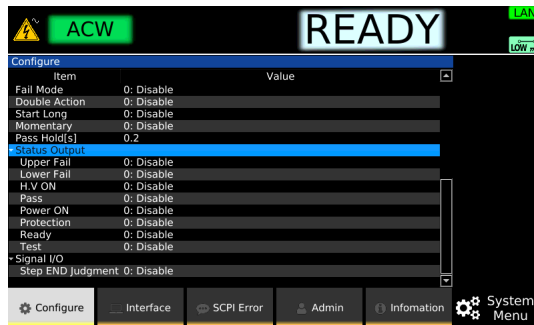 ACW
READY
LAN
LOW
Configure
Item Value
Fail Mode 0: Disable
Double Action 0: Disable
Start Long 0: Disable
Momentary 0: Disable
Pass Hold[s] 0.2
Status Output
Upper Fail 0: Disable
Lower Fail 0: Disable
H.V ON 0: Disable
Pass 0: Disable
Power ON 0: Disable
Protection 0: Disable
Ready 0: Disable
Test 0: Disable
Signal I/O
Step END Judgment 0: Disable
Configure Interface SCPI Error Admin Infomation System
Menu